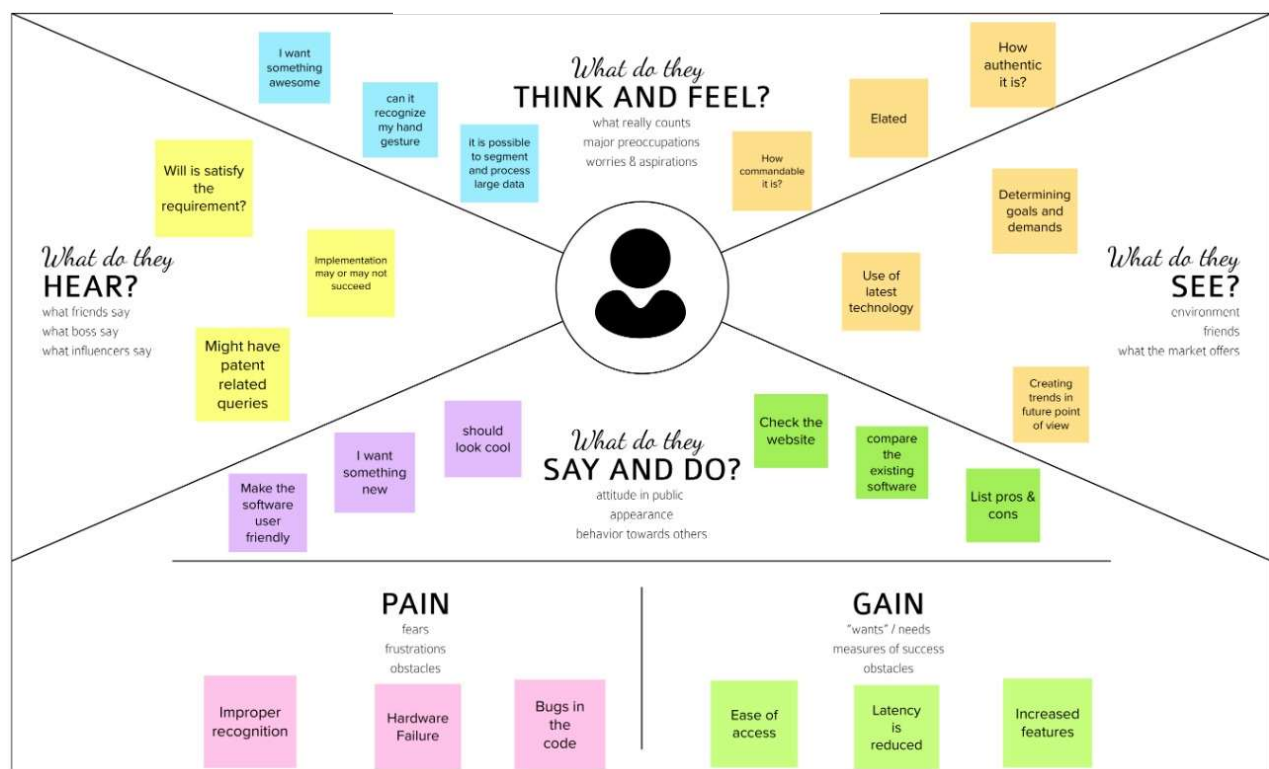 What do they
THINK AND FEEL?
what really counts
major preoccupations
worries & aspirations
I want
something
awesome
can it
recognize
my hand
gesture
it is possible
to segment
and process
large data
How
commandable
it is?
Elated
How
authentic
it is?
What do they
HEAR?
what friends say
what boss say
what influencers say
Will is satisfy
the
requirement?
Implementation
may or may not
succeed
Might have
patent
related
queries
What do they
SEE?
environment
friends
what the market offers
Determining
goals and
demands
Use of
latest
technology
Creating
trends in
future point
of view
What do they
SAY AND DO?
attitude in public
appearance
behavior towards others
Make the
software
user
friendly
I want
something
new
should
look cool
Check the
website
compare
the
existing
software
List pros &
cons
PAIN
fears
frustrations
obstacles
Improper
recognition
Hardware
Failure
Bugs in
the
code
GAIN
"wants" / needs
measures of success
obstacles
Ease of
access
Latency
is
reduced
Increased
features